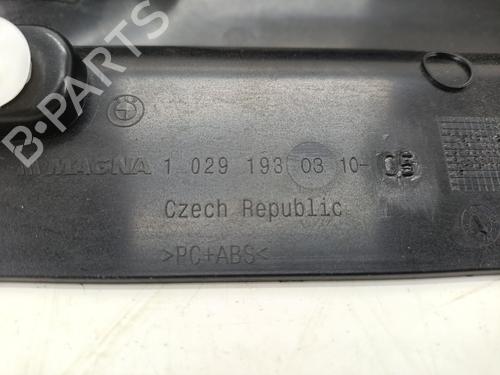 B-PARTS
MAGNA 1 029 193 03 10-
Czech Republic
>PC+ABS<